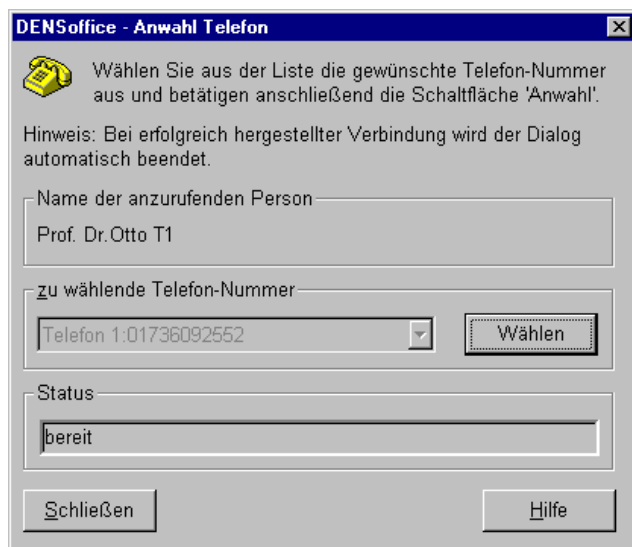 DENSoffice - Anwahl Telefon
Wählen Sie aus der Liste die gewünschte Telefon-Nummer
aus und betätigen anschließend die Schaltfläche 'Anwahl'.
Hinweis: Bei erfolgreich hergestellter Verbindung wird der Dialog
automatisch beendet.
Name der anzurufenden Person
Prof. Dr.Otto T1
zu wählende Telefon-Nummer
Telefon 1:01736092552
Wählen
Status
bereit
Schließen
Hilfe